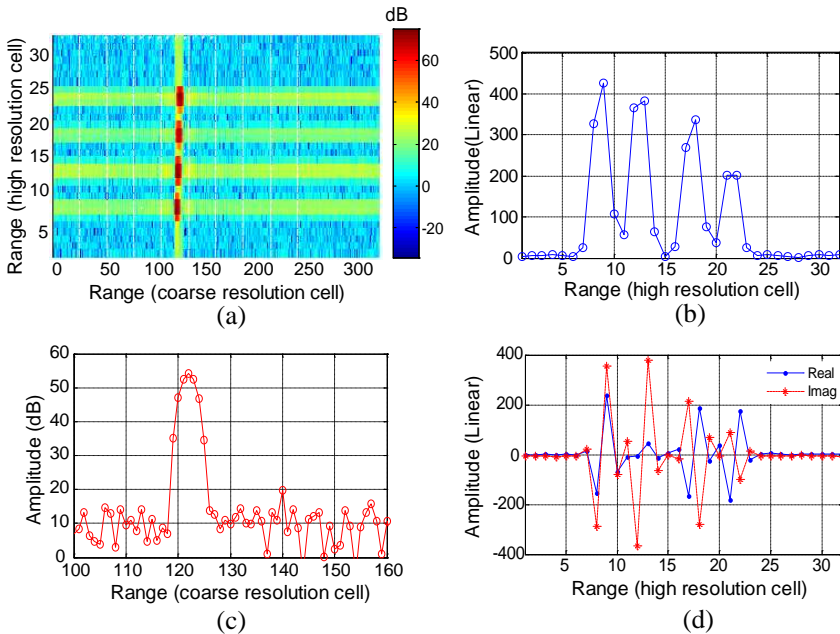 dB
30
25
20
15
10
5
0 50 100 150 200 250 300
60
40
20
0
-20
Range (high resolution cell)
Range (coarse resolution cell)
(a)
500
400
300
200
100
0
5 10 15 20 25 30
Amplitude(Linear)
Range (high resolution cell)
(b)
60
50
40
30
20
10
0
100 110 120 130 140 150 160
Amplitude (dB)
Range (coarse resolution cell)
(c)
400
200
0
-200
-400
5 10 15 20 25 30
Real
Imag
Amplitude (Linear)
Range (high resolution cell)
(d)